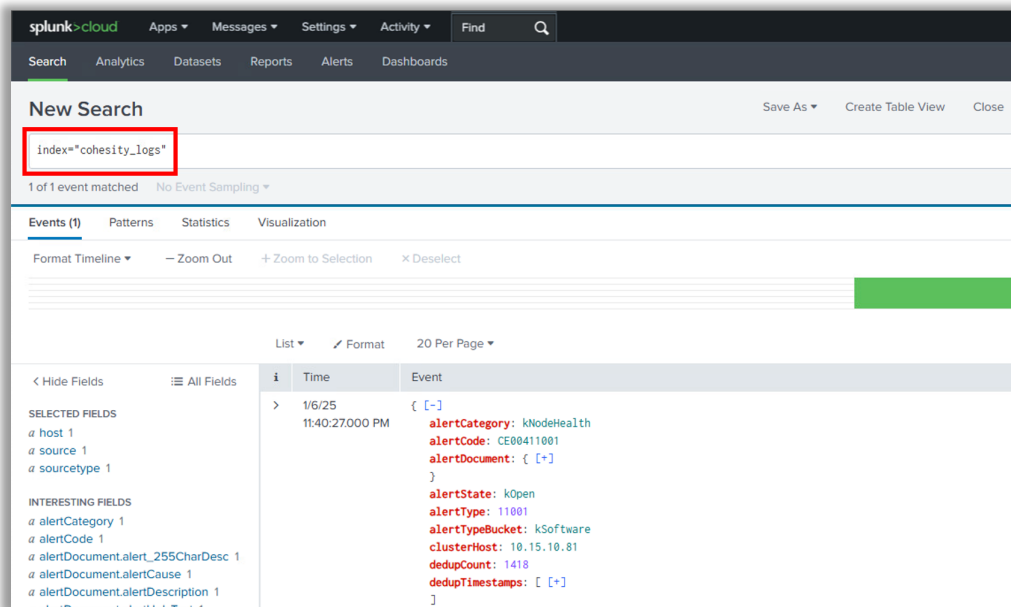 splunk>cloud Apps Messages Settings Activity Find
Search Analytics Datasets Reports Alerts Dashboards
New Search
Save As Create Table View Close
index="cohesity_logs"
1 of 1 event matched No Event Sampling
Events (1) Patterns Statistics Visualization
Format Timeline — Zoom Out + Zoom to Selection × Deselect
List Format 20 Per Page
< Hide Fields All Fields
i Time Event
SELECTED FIELDS
a host 1
a source 1
a sourcetype 1
INTERESTING FIELDS
a alertCategory 1
a alertCode 1
a alertDocument.alert_255CharDesc 1
a alertDocument.alertCause 1
a alertDocument.alertDescription 1
> 1/6/25
11:40:27.000 PM
{ [-]
alertCategory: kNodeHealth
alertCode: CE00411001
alertDocument: { [+]
}
alertState: kOpen
alertType: 11001
alertTypeBucket: kSoftware
clusterHost: 10.15.10.81
dedupCount: 1418
dedupTimestamps: [ [+]
]